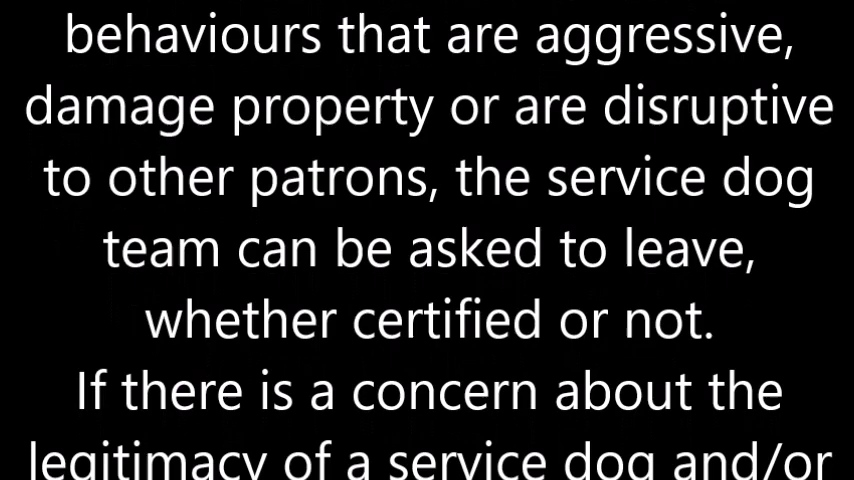 behaviours that are aggressive,
damage property or are disruptive
to other patrons, the service dog
team can be asked to leave,
whether certified or not.
If there is a concern about the
legitimacy of a service dog and/or